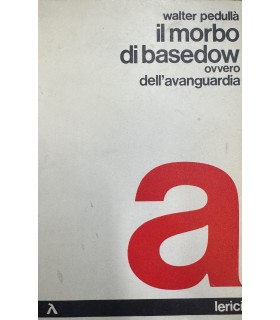 walter pedullà
il morbo
di basedow
ovvero
dell'avanguardia
a
λ
lerici